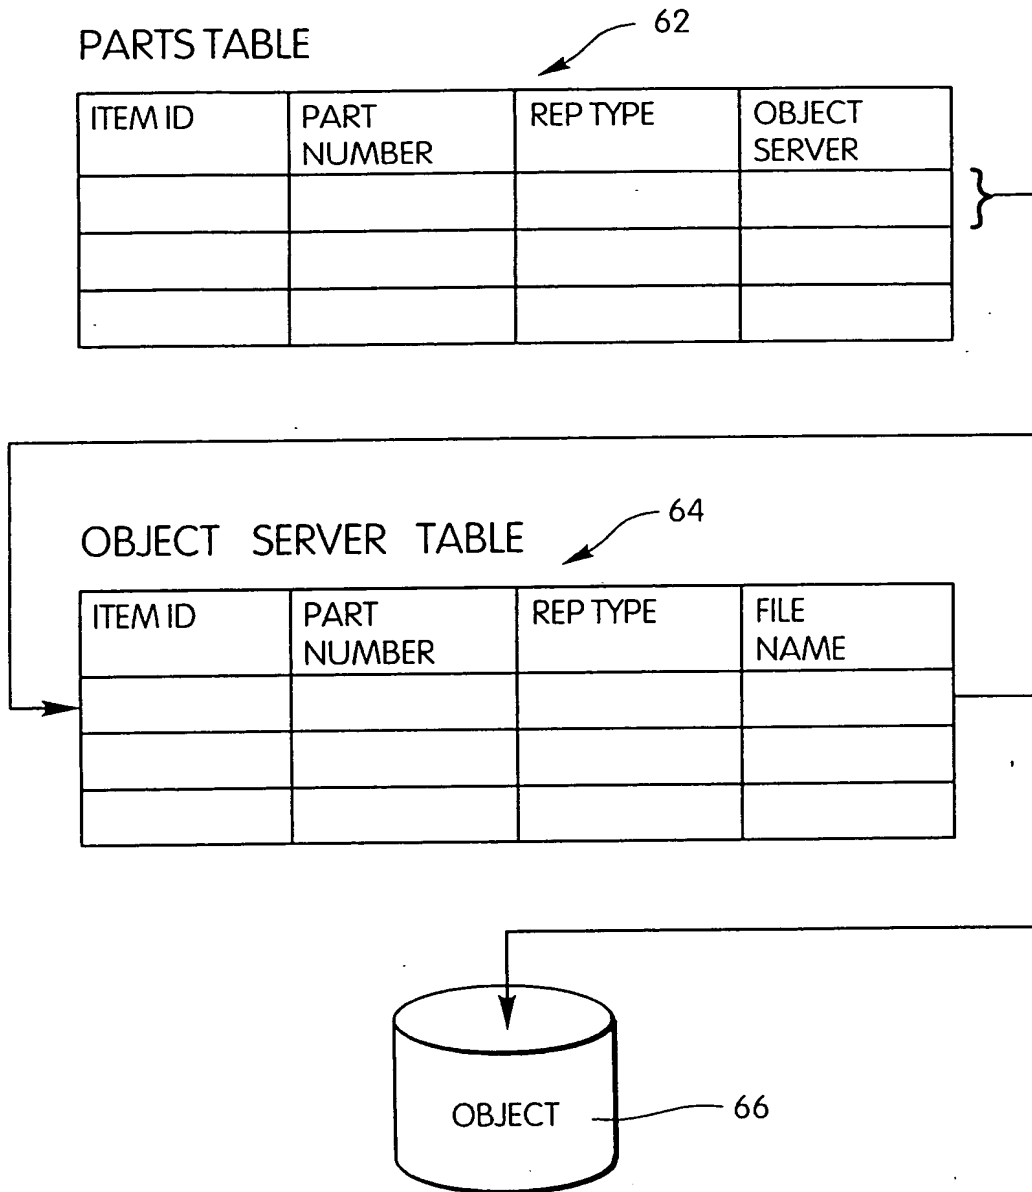 62
PARTS TABLE
ITEM ID PART NUMBER REP TYPE OBJECT SERVER
64
OBJECT SERVER TABLE
ITEM ID PART NUMBER REP TYPE FILE NAME
OBJECT 66